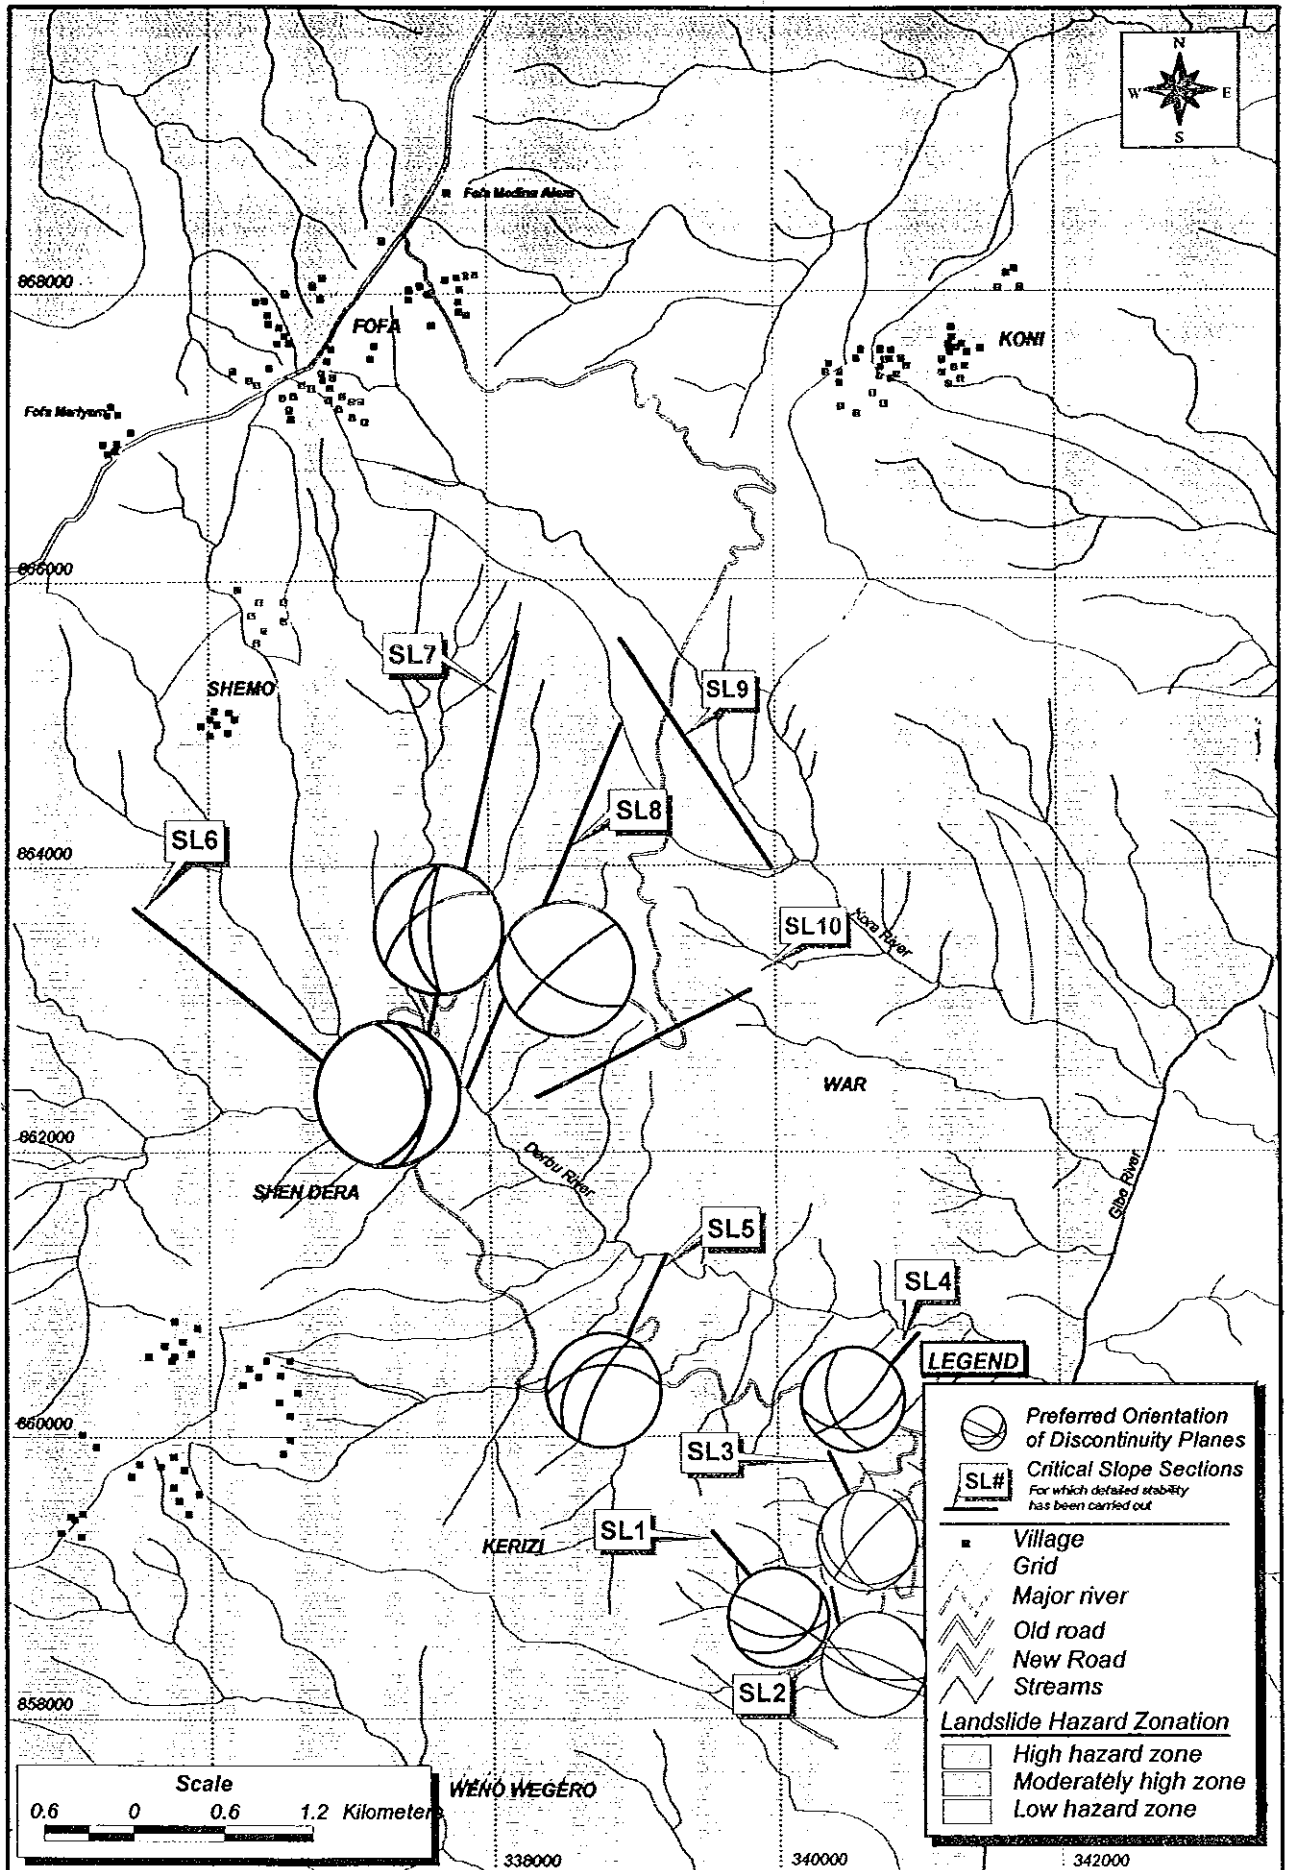 N
W E
S
Fofa Medina Alem
868000
FOFA
KONI
Fofa Mariyam
866000
SL7
SHEMO
SL9
SL8
SL6
864000
SL10
Kora River
WAR
862000
Derbu River
SHEN DERA
Gibe River
SL5
SL4
LEGEND
860000
Preferred Orientation
of Discontinuity Planes
SL3
SL# Critical Slope Sections
For which detailed stability
has been carried out
SL1
KERIZI
Village
Grid
Major river
Old road
New Road
Streams
SL2
858000
Landslide Hazard Zonation
High hazard zone
Moderately high zone
Low hazard zone
Scale
0.6 0 0.6 1.2 Kilometers
WENO WEGERO
338000 340000 342000